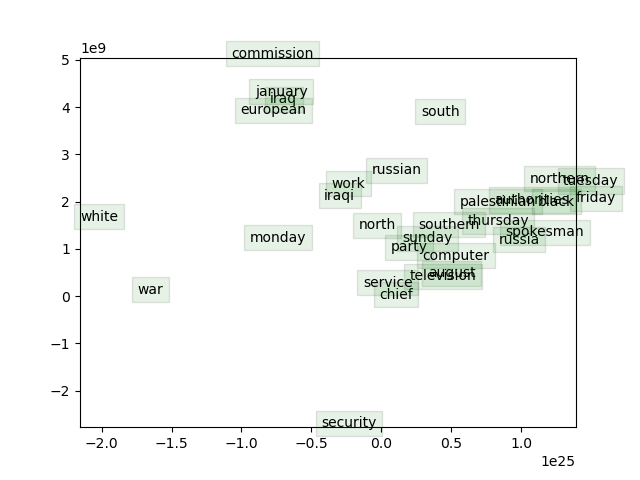 1e9
commission
5
january
iraq
4
european
south
3
russian
northern
tuesday
work
iraqi
2
palestinian
authorities
black
friday
white
north
southern
thursday
spokesman
monday
sunday
russia
1
party
computer
television
august
service
war
0
chief
−1
−2
security
−2.0
−1.5
−1.0
−0.5
0.0
0.5
1.0
1e25